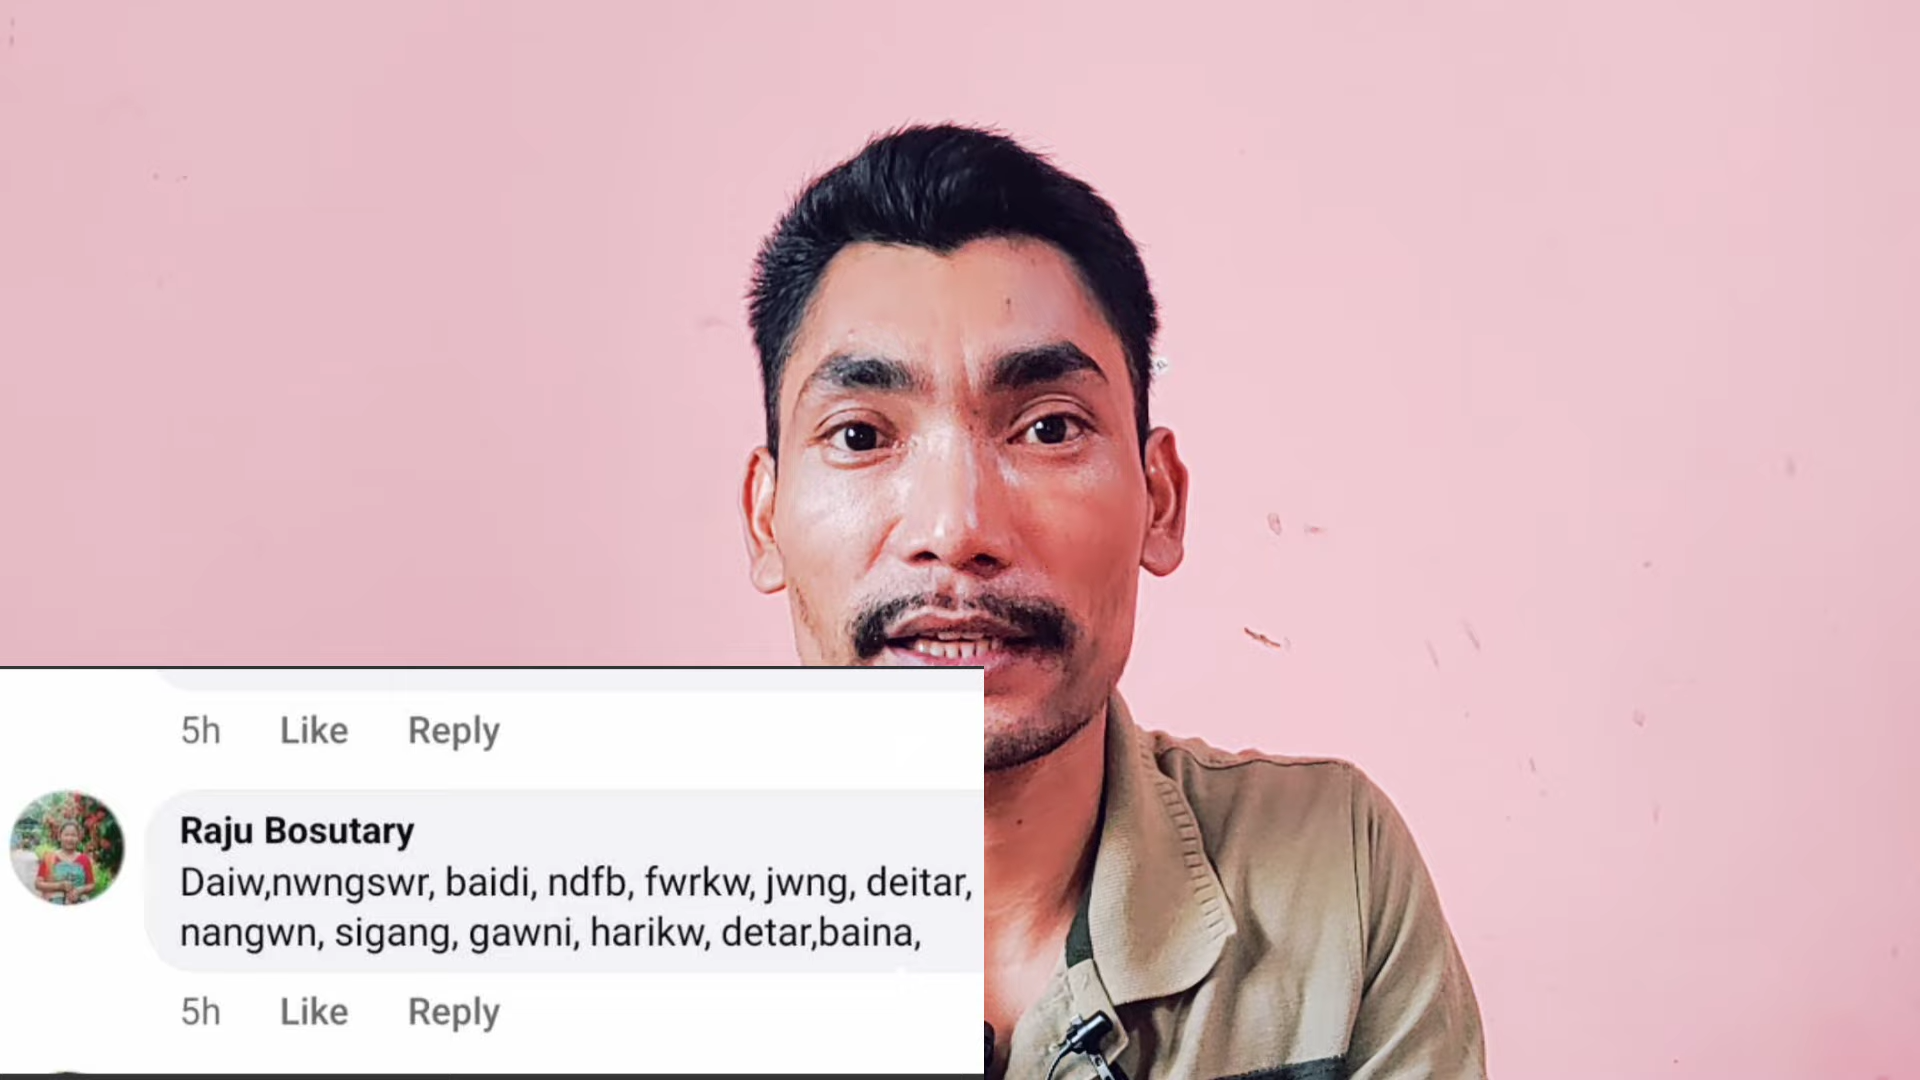 5h Like Reply
Raju Bosutary
Daiw,nwngswr, baidi, ndfb, fwrkw, jwng, deitar,
nangwn, sigang, gawni, harikw, detar,baina,
5h Like Reply